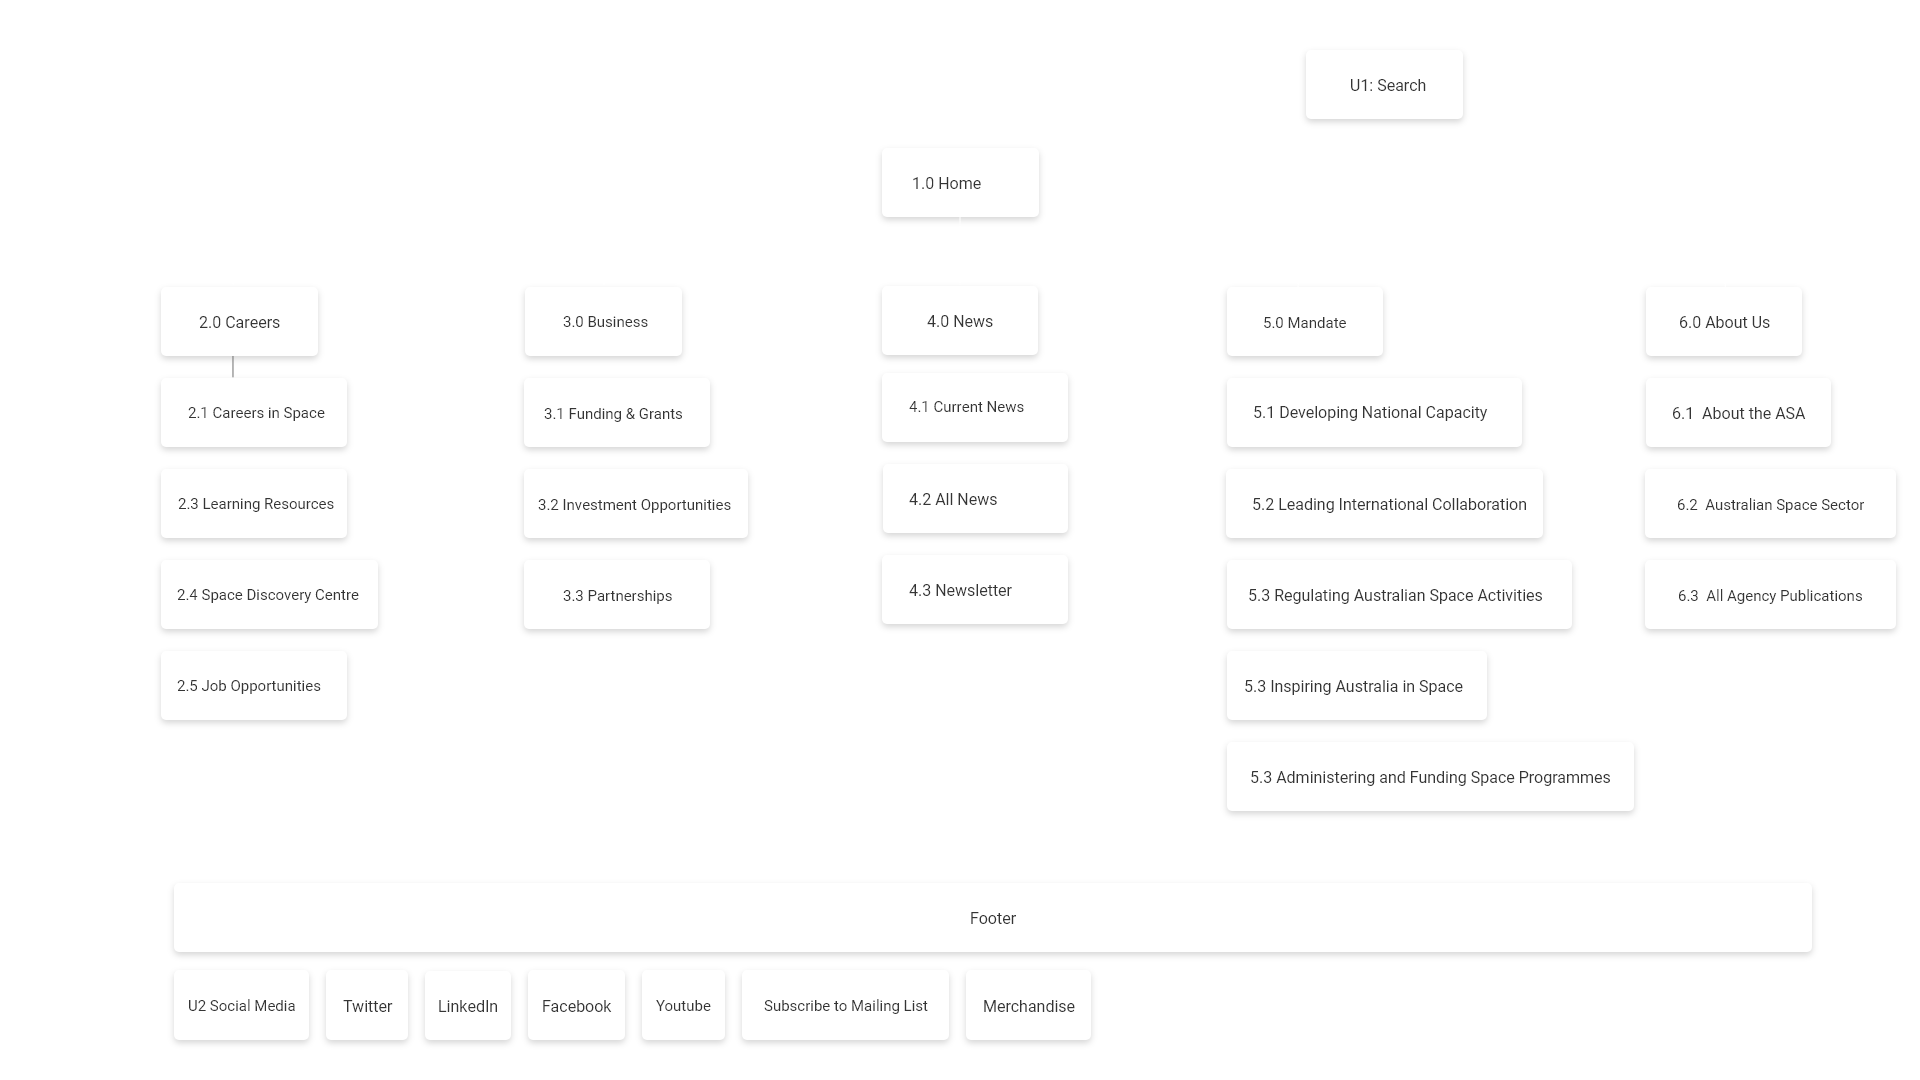 U1: Search
1.0 Home
2.0 Careers
3.0 Business
4.0 News
5.0 Mandate
6.0 About Us
2.1 Careers in Space
3.1 Funding & Grants
4.1 Current News
5.1 Developing National Capacity
6.1  About the ASA
2.3 Learning Resources
3.2 Investment Opportunities
4.2 All News
5.2 Leading International Collaboration
6.2  Australian Space Sector
2.4 Space Discovery Centre
3.3 Partnerships
4.3 Newsletter
5.3 Regulating Australian Space Activities
6.3  All Agency Publications
2.5 Job Opportunities
5.3 Inspiring Australia in Space
5.3 Administering and Funding Space Programmes
Footer
U2 Social Media
Twitter
LinkedIn
Facebook
Youtube
Subscribe to Mailing List
Merchandise